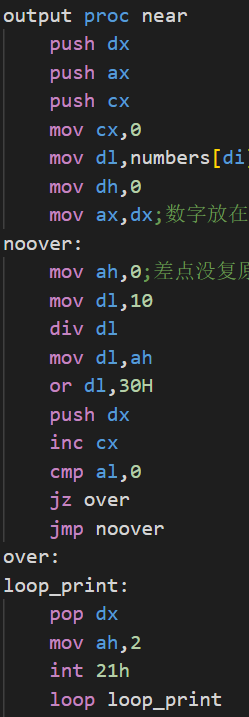 output proc near
push dx
push ax
push cx
mov cx,0
mov dl,numbers[di]
mov dh,0
mov ax,dx;数字放在
noover:
mov ah,0;差点没复原
mov dl,10
div dl
mov dl,ah
or dl,30H
push dx
inc cx
cmp al,0
jz over
jmp noover
over:
loop_print:
pop dx
mov ah,2
int 21h
loop loop_print